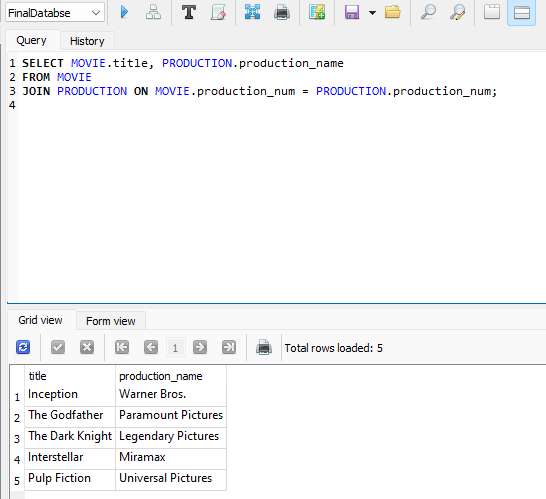 FinalDatabse
Query History
1 SELECT MOVIE.title, PRODUCTION.production_name
2 FROM MOVIE
3 JOIN PRODUCTION ON MOVIE.production_num = PRODUCTION.production_num;
4
Grid view Form view
1 Total rows loaded: 5
title production_name
1 Inception Warner Bros.
2 The Godfather Paramount Pictures
3 The Dark Knight Legendary Pictures
4 Interstellar Miramax
5 Pulp Fiction Universal Pictures